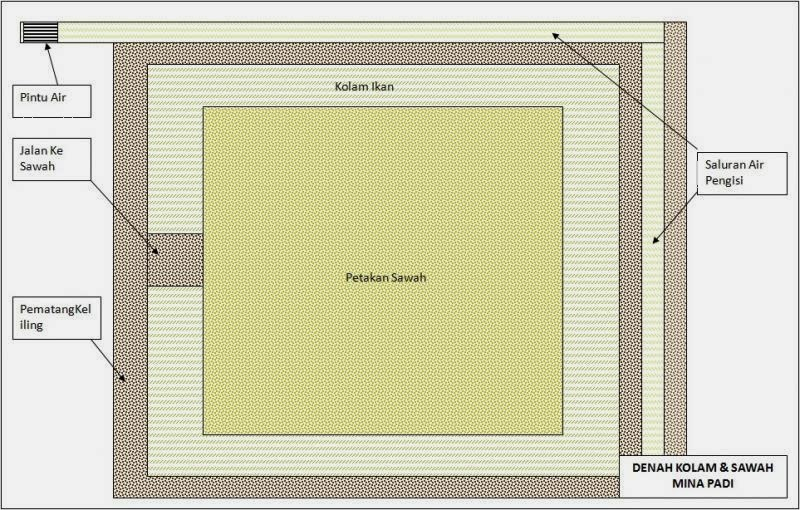 Kolam Ikan
Pintu Air
Jalan Ke
Sawah
Saluran Air
Pengisi
Petakan Sawah
PematangKel
iling
DENAH KOLAM & SAWAH
MINA PADI